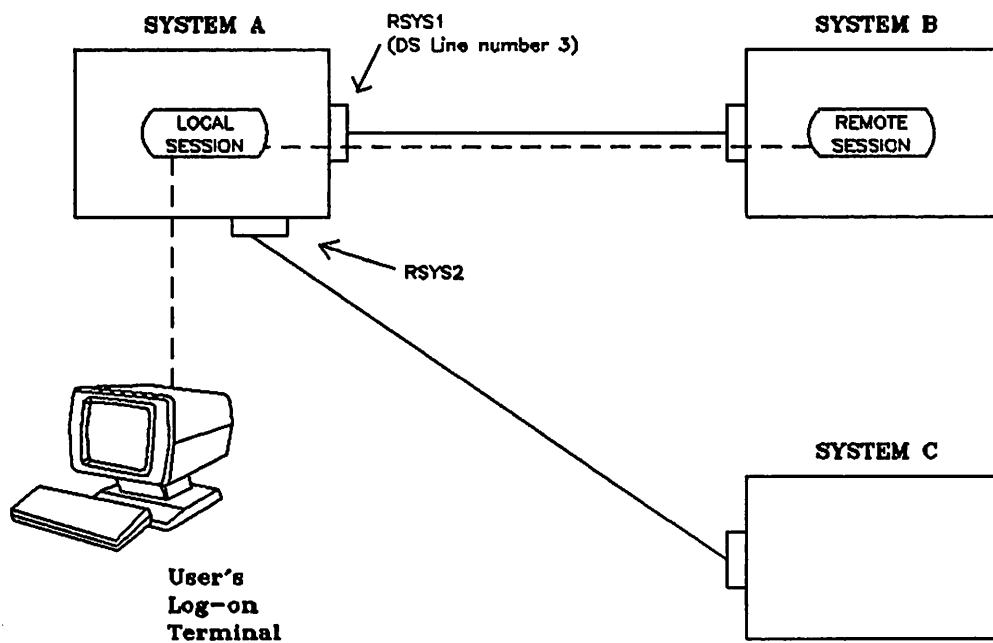 SYSTEM A
RSYS1
(DS Line number 3)
SYSTEM B
LOCAL
SESSION
REMOTE
SESSION
RSYS2
SYSTEM C
User's
Log-on
Terminal